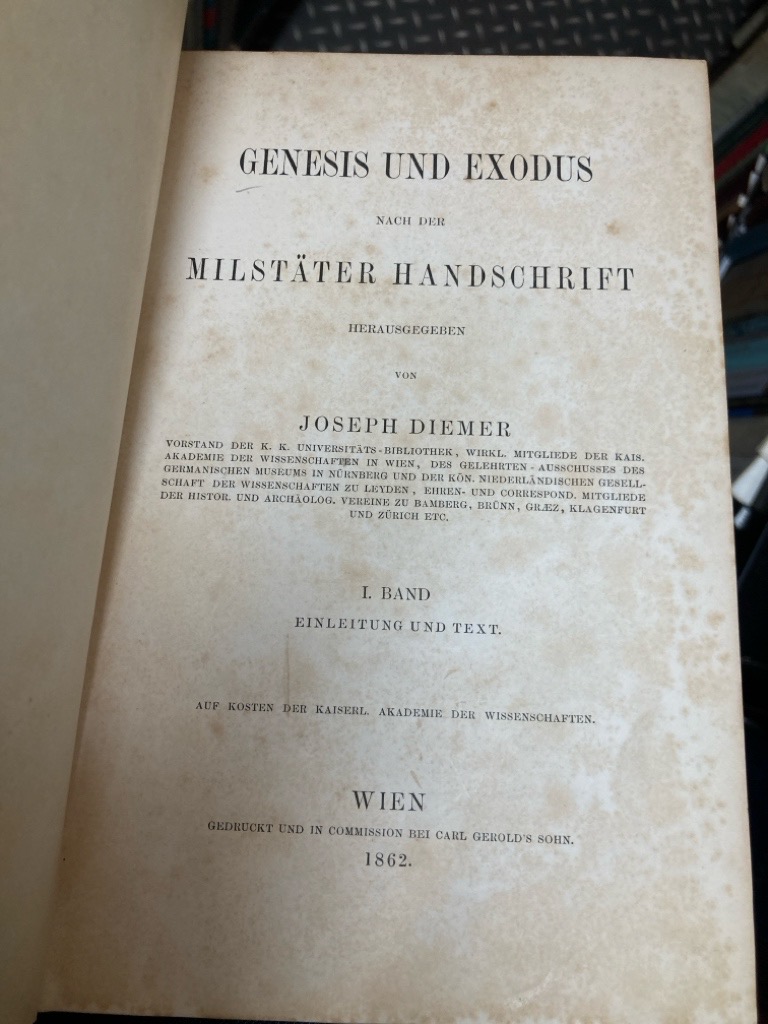 GENESIS UND EXODUS
NACH DER
MILSTÄTER HANDSCHRIFT
HERAUSGEGEBEN
VON
JOSEPH DIEMER
VORSTAND DER K. K. UNIVERSITÄTS-BIBLIOTHEK, WIRKL. MITGLIEDE DER KAIS.
AKADEMIE DER WISSENSCHAFTEN IN WIEN, DES GELEHRTEN-AUSSCHUSSES DES
GERMANISCHEN MUSEUMS IN NÜRNBERG UND DER KÖN. NIEDERLÄNDISCHEN GESELL-
SCHAFT DER WISSENSCHAFTEN ZU LEYDEN, EHREN- UND CORRESPOND. MITGLIEDE
DER HISTOR. UND ARCHÄOLOG. VEREINE ZU BAMBERG, BRÜNN, GRÆZ, KLAGENFURT
UND ZÜRICH ETC.
I. BAND
EINLEITUNG UND TEXT.
AUF KOSTEN DER KAISERL. AKADEMIE DER WISSENSCHAFTEN.
WIEN
GEDRUCKT UND IN COMMISSION BEI CARL GEROLD'S SOHN.
1862.